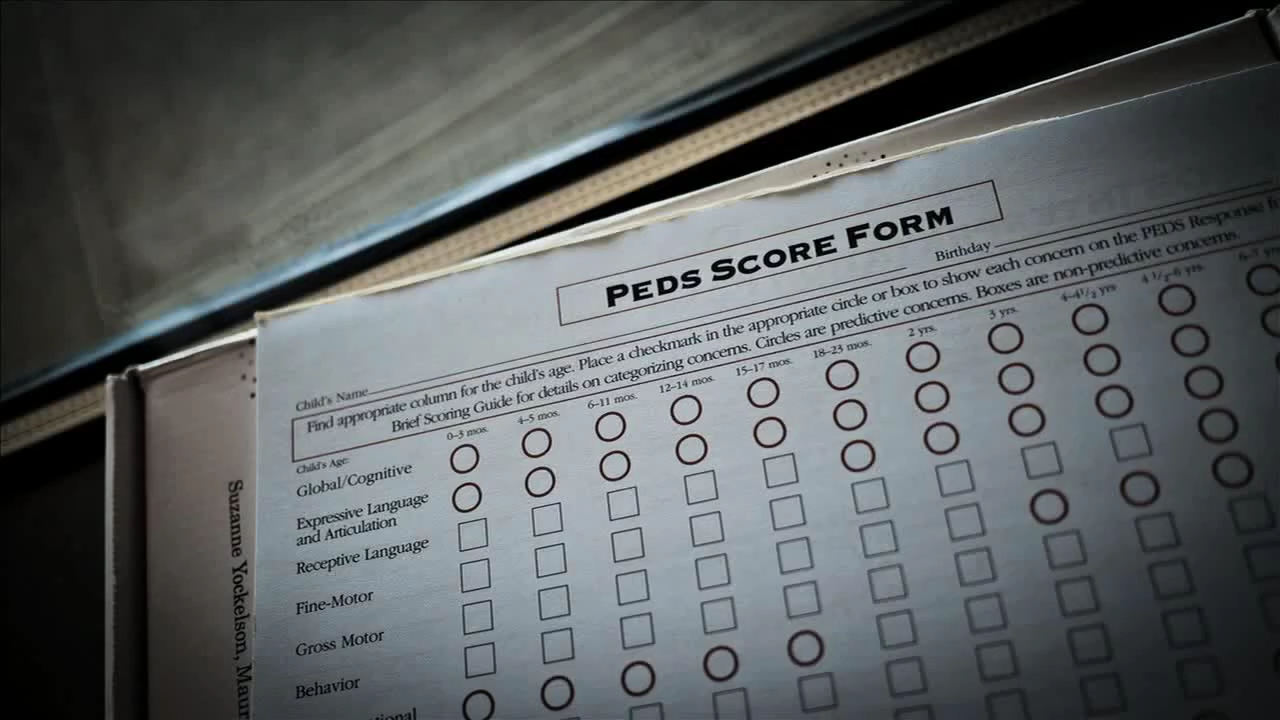 PEDS SCORE FORM
Child's Name
Birthday
Find appropriate column for the child's age. Place a checkmark in the appropriate circle or box to show each concern on the PEDS Response
Brief Scoring Guide for details on categorizing concerns. Circles are predictive concerns. Boxes are non-predictive concerns.
Child's Age: 0-3 mos. 4-5 mos. 6-11 mos. 12-14 mos. 15-17 mos. 18-23 mos. 2 yrs. 3 yrs. 4-4½ yrs 4½-6 yrs.
Global/Cognitive
Expressive Language
and Articulation
Receptive Language
Fine-Motor
Gross Motor
Behavior
Suzanne Yockelson,